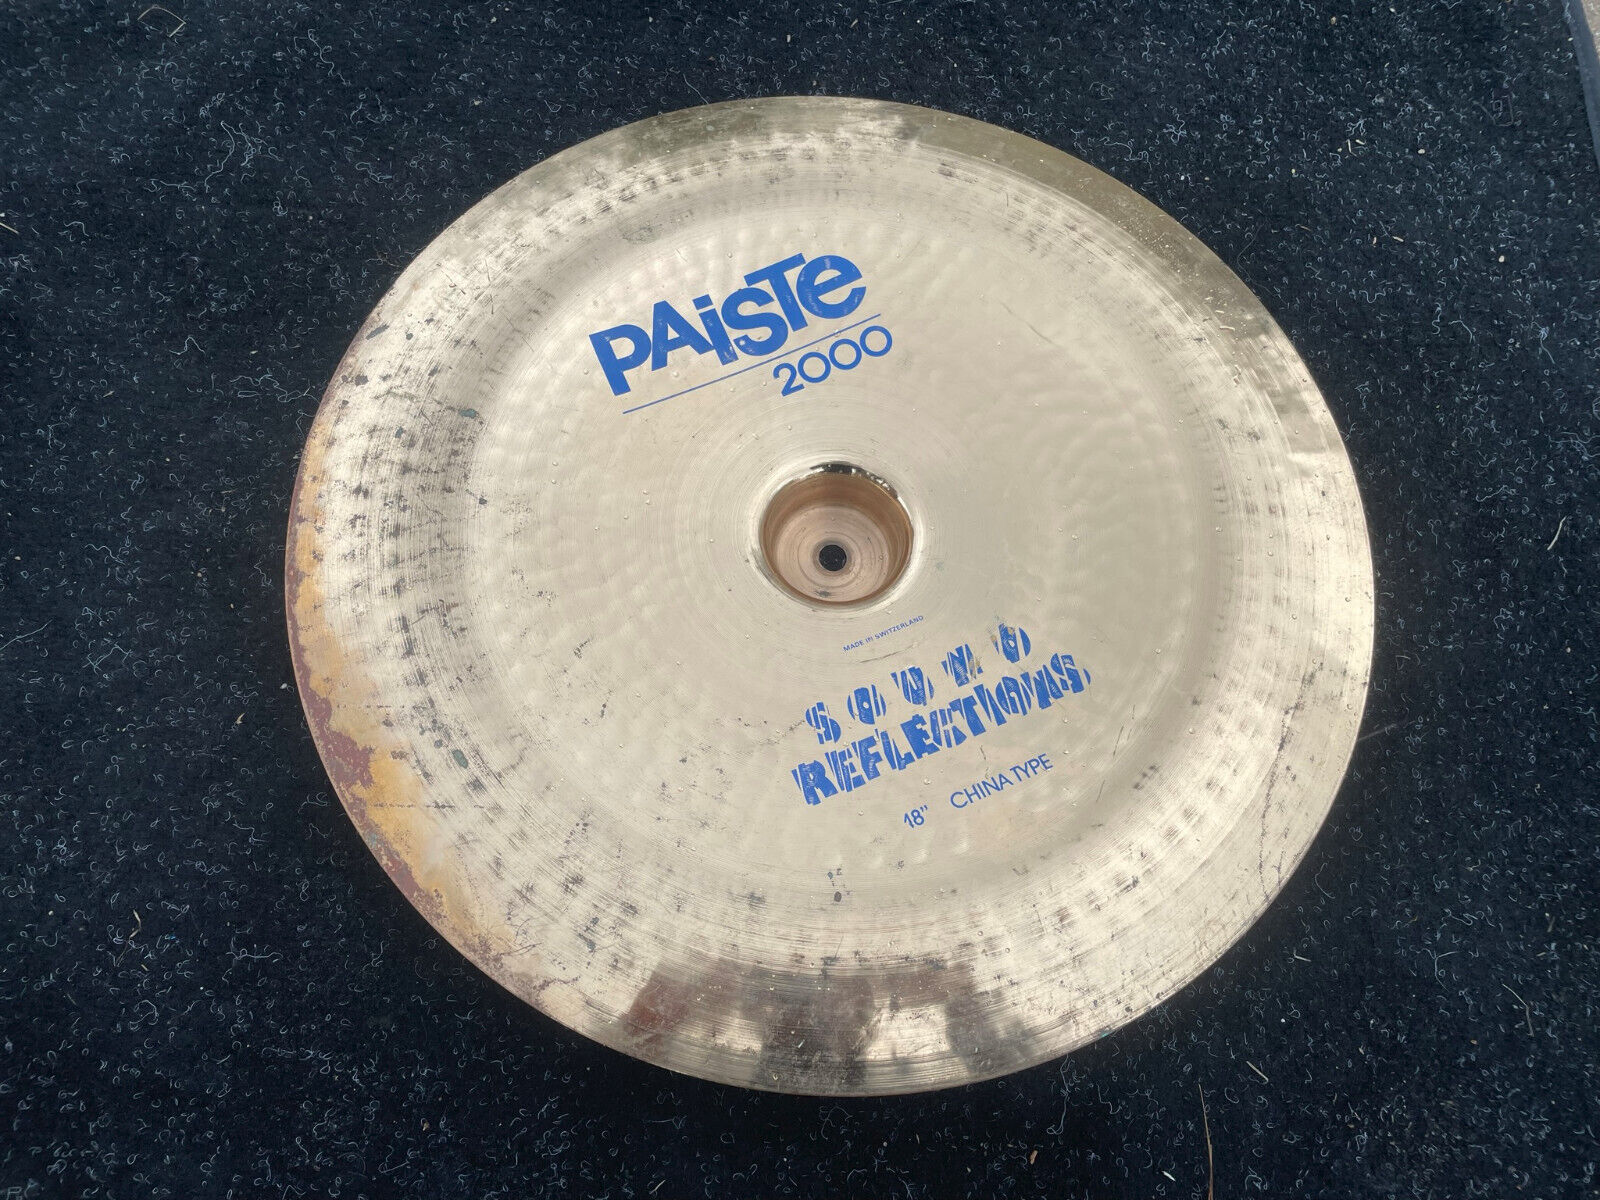 PAiSTe
2000
MADE IN SWITZERLAND
SOUND
REFLECTIONS
18" CHINA TYPE